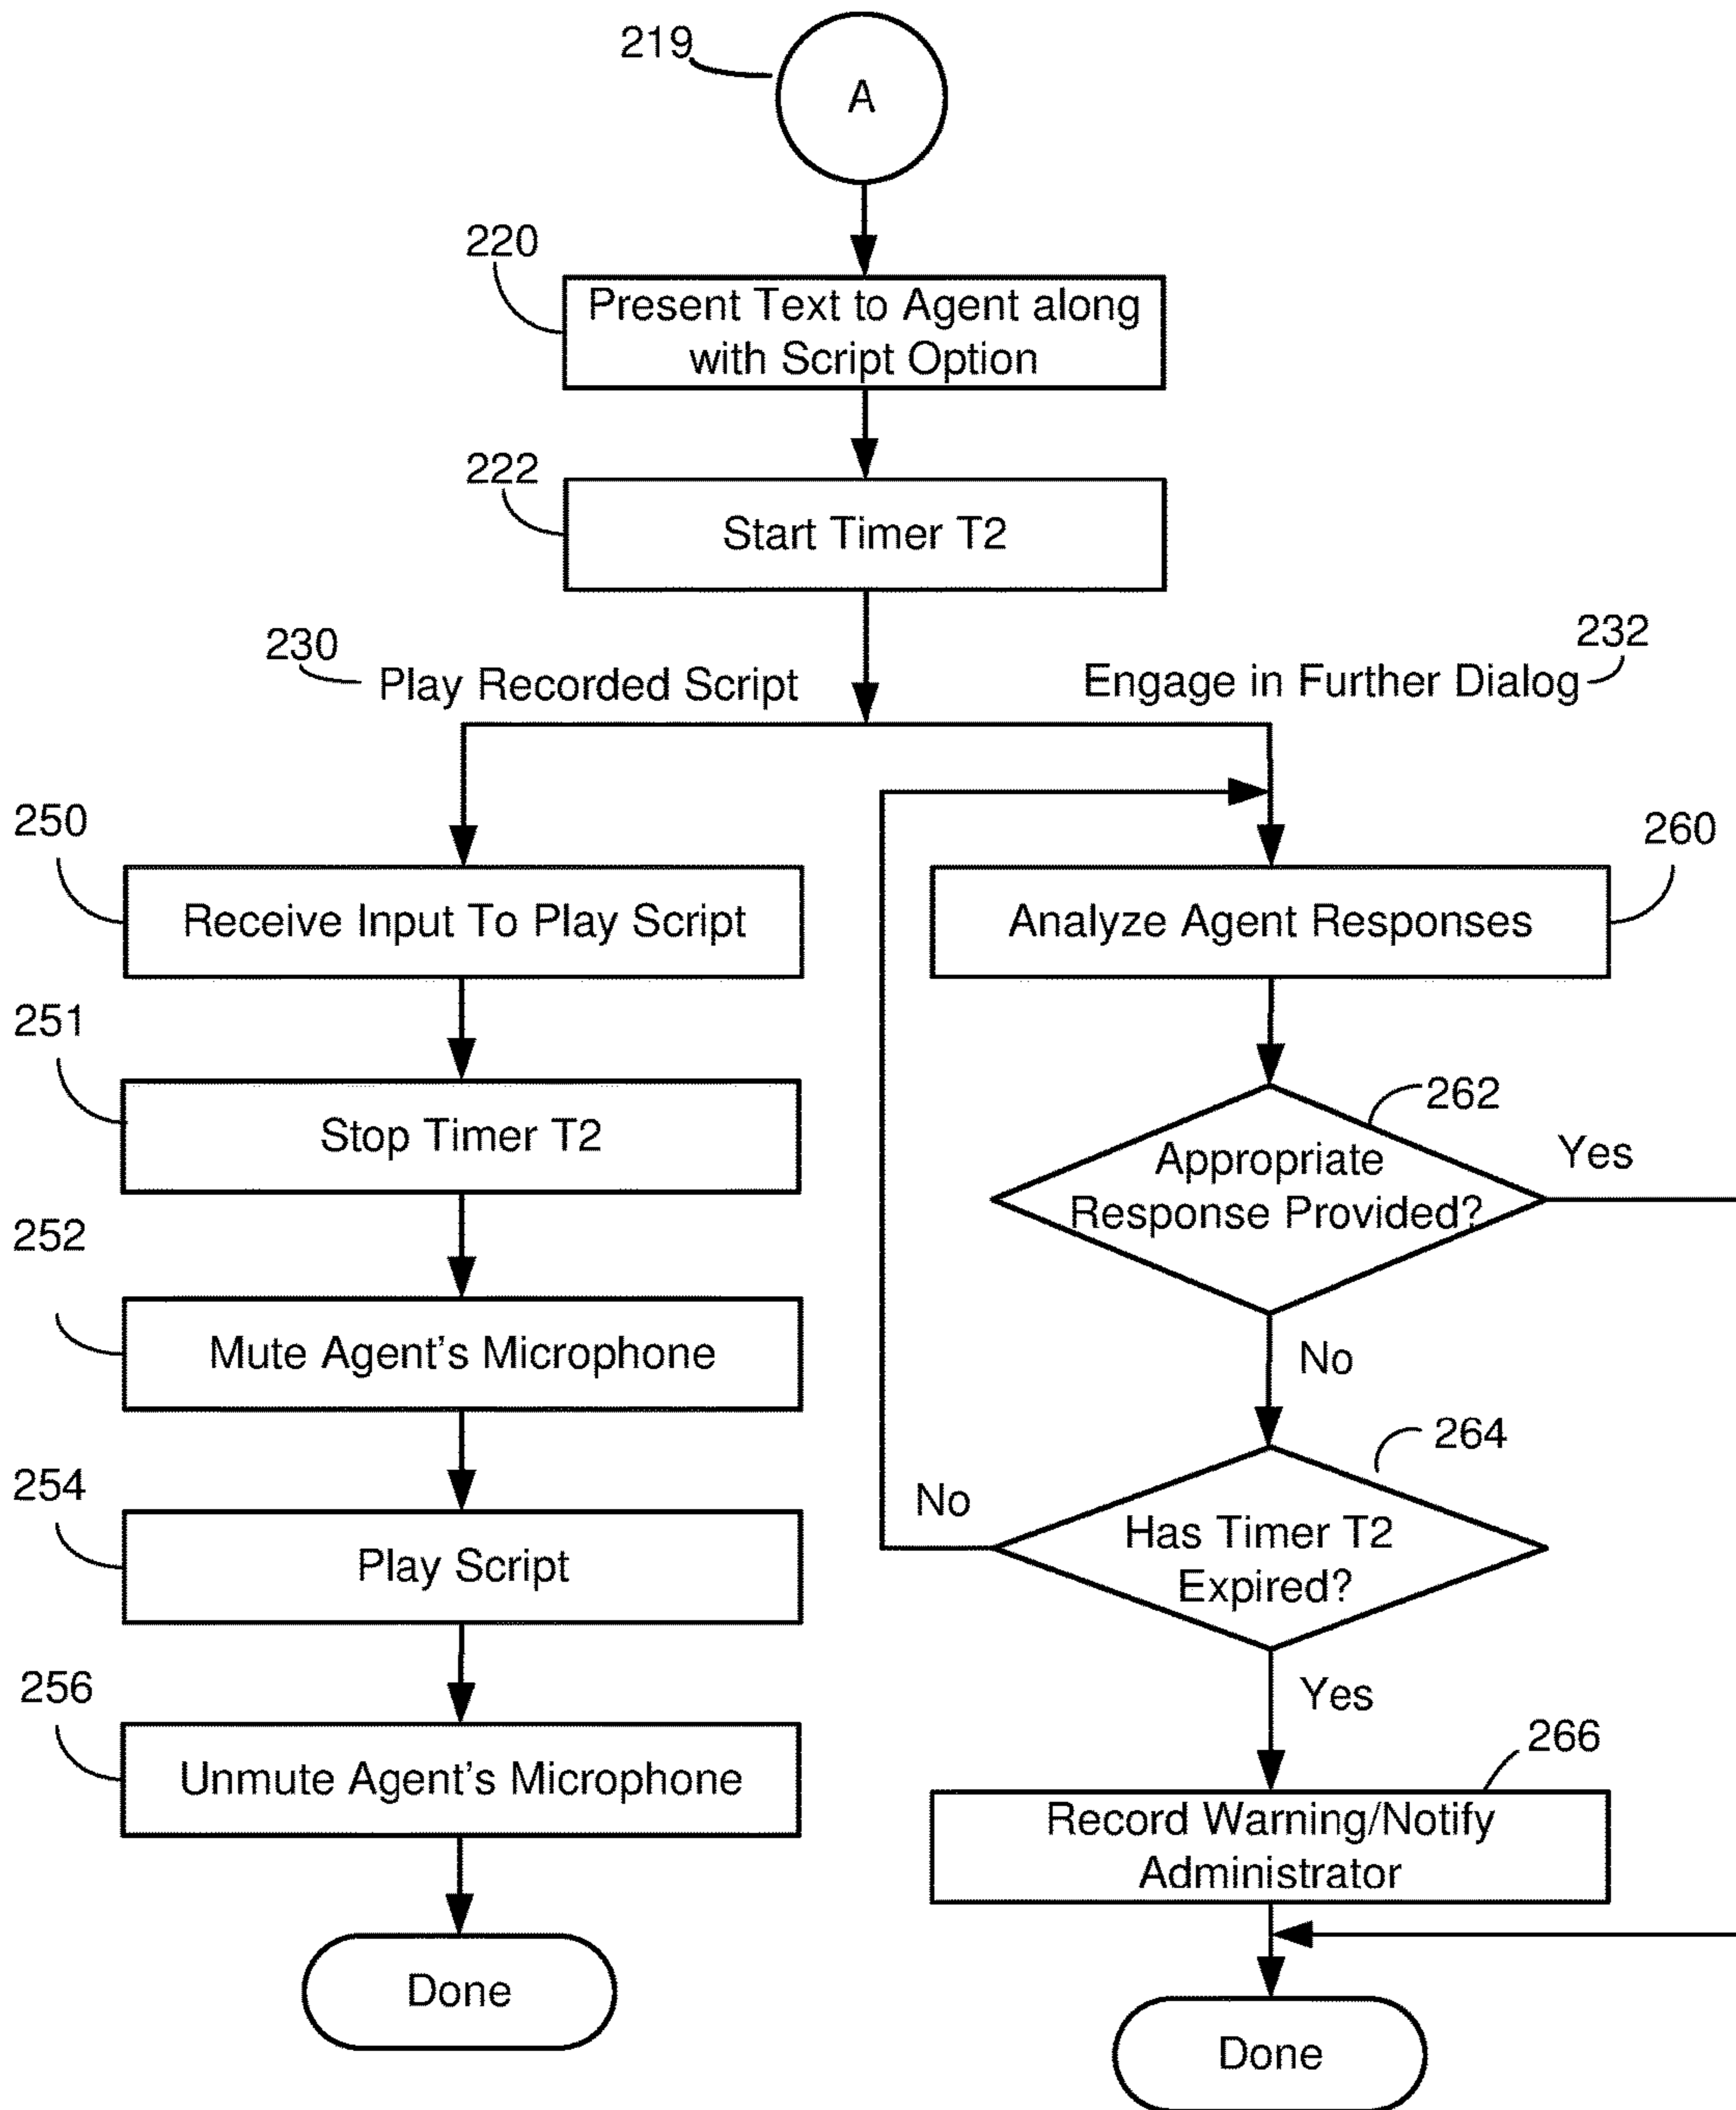 219
A
220
Present Text to Agent along
with Script Option
222
Start Timer T2
230
Play Recorded Script
232
Engage in Further Dialog
250
Receive Input To Play Script
251
Stop Timer T2
252
Mute Agent's Microphone
254
Play Script
256
Unmute Agent's Microphone
Done
260
Analyze Agent Responses
262
Appropriate
Response Provided?
Yes
No
264
Has Timer T2
Expired?
No
Yes
266
Record Warning/Notify
Administrator
Done